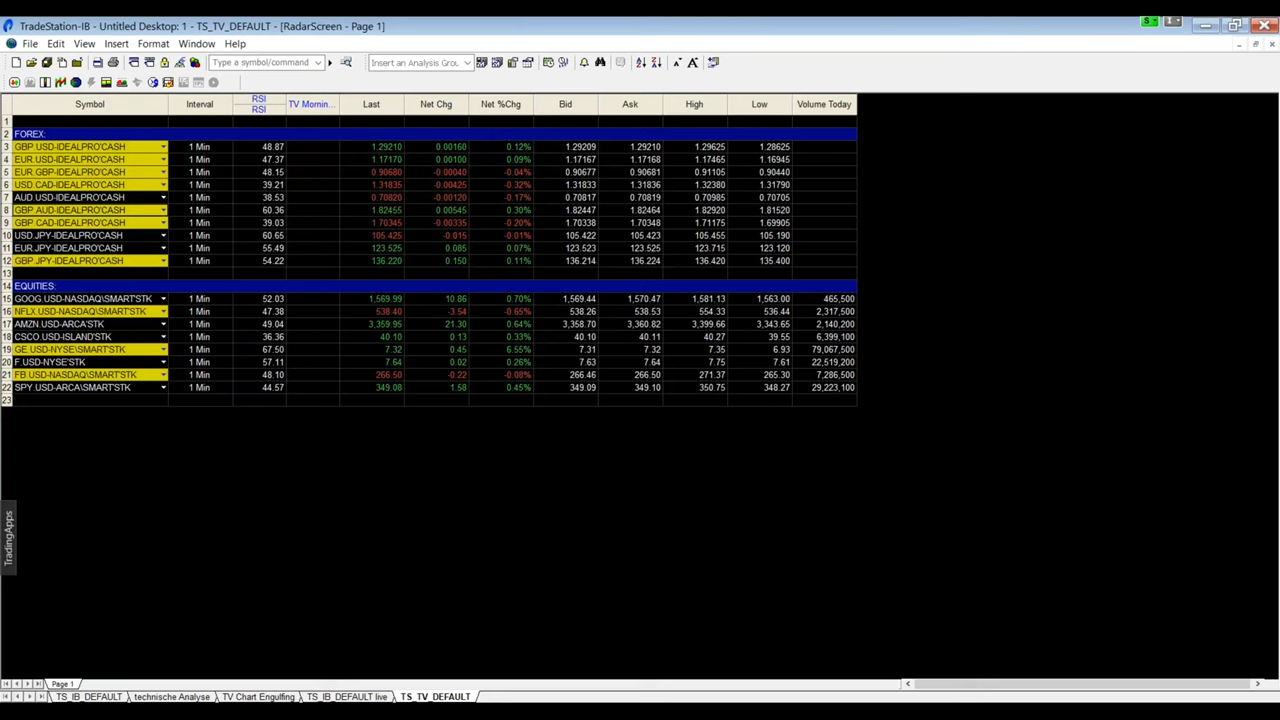 TradeStation-IB - Untitled Desktop: 1 - TS_TV_DEFAULT - [RadarScreen - Page 1]
File Edit View Insert Format Window Help
Type a symbol/command Insert an Analysis Grou
Symbol Interval RSI RSI TV Mornin... Last Net Chg Net %Chg Bid Ask High Low Volume Today
1
2 FOREX:
3 GBP.USD-IDEALPRO'CASH 1 Min 48.87 1.29210 0.00160 0.12% 1.29209 1.29210 1.29625 1.28625
4 EUR.USD-IDEALPRO'CASH 1 Min 47.37 1.17170 0.00100 0.09% 1.17167 1.17168 1.17465 1.16945
5 EUR.GBP-IDEALPRO'CASH 1 Min 48.15 0.90680 -0.00040 -0.04% 0.90677 0.90681 0.91105 0.90440
6 USD.CAD-IDEALPRO'CASH 1 Min 39.21 1.31835 -0.00425 -0.32% 1.31833 1.31836 1.32380 1.31790
7 AUD.USD-IDEALPRO'CASH 1 Min 38.53 0.70820 -0.00120 -0.17% 0.70817 0.70819 0.70985 0.70705
8 GBP.AUD-IDEALPRO'CASH 1 Min 60.36 1.82455 0.00545 0.30% 1.82447 1.82464 1.82920 1.81520
9 GBP.CAD-IDEALPRO'CASH 1 Min 39.03 1.70345 -0.00335 -0.20% 1.70338 1.70348 1.71175 1.69905
10 USD.JPY-IDEALPRO'CASH 1 Min 60.65 105.425 -0.015 -0.01% 105.422 105.423 105.455 105.190
11 EUR.JPY-IDEALPRO'CASH 1 Min 55.49 123.525 0.085 0.07% 123.523 123.525 123.715 123.120
12 GBP.JPY-IDEALPRO'CASH 1 Min 54.22 136.220 0.150 0.11% 136.214 136.224 136.420 135.400
13
14 EQUITIES:
15 GOOG.USD-NASDAQ\SMART'STK 1 Min 52.03 1,569.99 10.86 0.70% 1,569.44 1,570.47 1,581.13 1,563.00 465,500
16 NFLX.USD-NASDAQ\SMART'STK 1 Min 47.38 538.40 -3.54 -0.65% 538.26 538.53 554.33 536.44 2,317,500
17 AMZN.USD-ARCA'STK 1 Min 49.04 3,359.95 21.30 0.64% 3,358.70 3,360.82 3,399.66 3,343.65 2,140,200
18 CSCO.USD-ISLAND'STK 1 Min 36.36 40.10 0.13 0.33% 40.10 40.11 40.27 39.55 6,399,100
19 GE.USD-NYSE\SMART'STK 1 Min 67.50 7.32 0.45 6.55% 7.31 7.32 7.35 6.93 79,067,500
20 F.USD-NYSE'STK 1 Min 57.11 7.64 0.02 0.26% 7.63 7.64 7.75 7.61 22,519,200
21 FB.USD-NASDAQ\SMART'STK 1 Min 48.10 266.50 -0.22 -0.08% 266.46 266.50 271.37 265.30 7,286,500
22 SPY.USD-ARCA\SMART'STK 1 Min 44.57 349.08 1.58 0.45% 349.09 349.10 350.75 348.27 29,223,100
23
TradingApps
Page 1
TS_IB_DEFAULT technische Analyse TV Chart Engulfing TS_IB_DEFAULT live TS_TV_DEFAULT